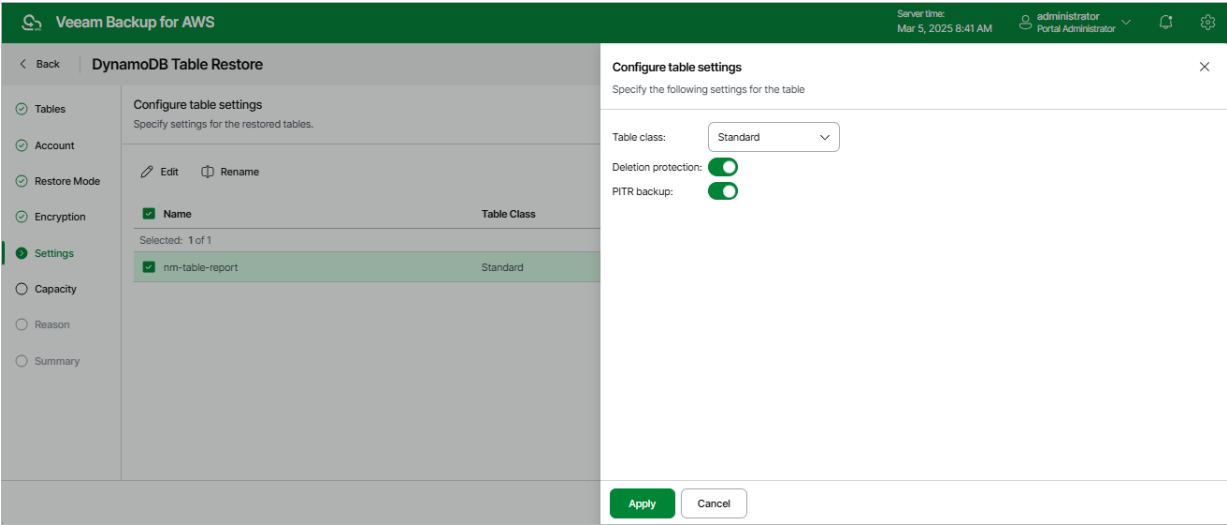 Veeam Backup for AWS
Server time:
Mar 5, 2025 8:41 AM
administrator
Portal Administrator
Back
DynamoDB Table Restore
Tables
Account
Restore Mode
Encryption
Settings
Capacity
Reason
Summary
Configure table settings
Specify settings for the restored tables.
Edit
Rename
Name Table Class
Selected: 1 of 1
nm-table-report Standard
Configure table settings
Specify the following settings for the table
Table class: Standard
Deletion protection:
PITR backup:
Apply Cancel